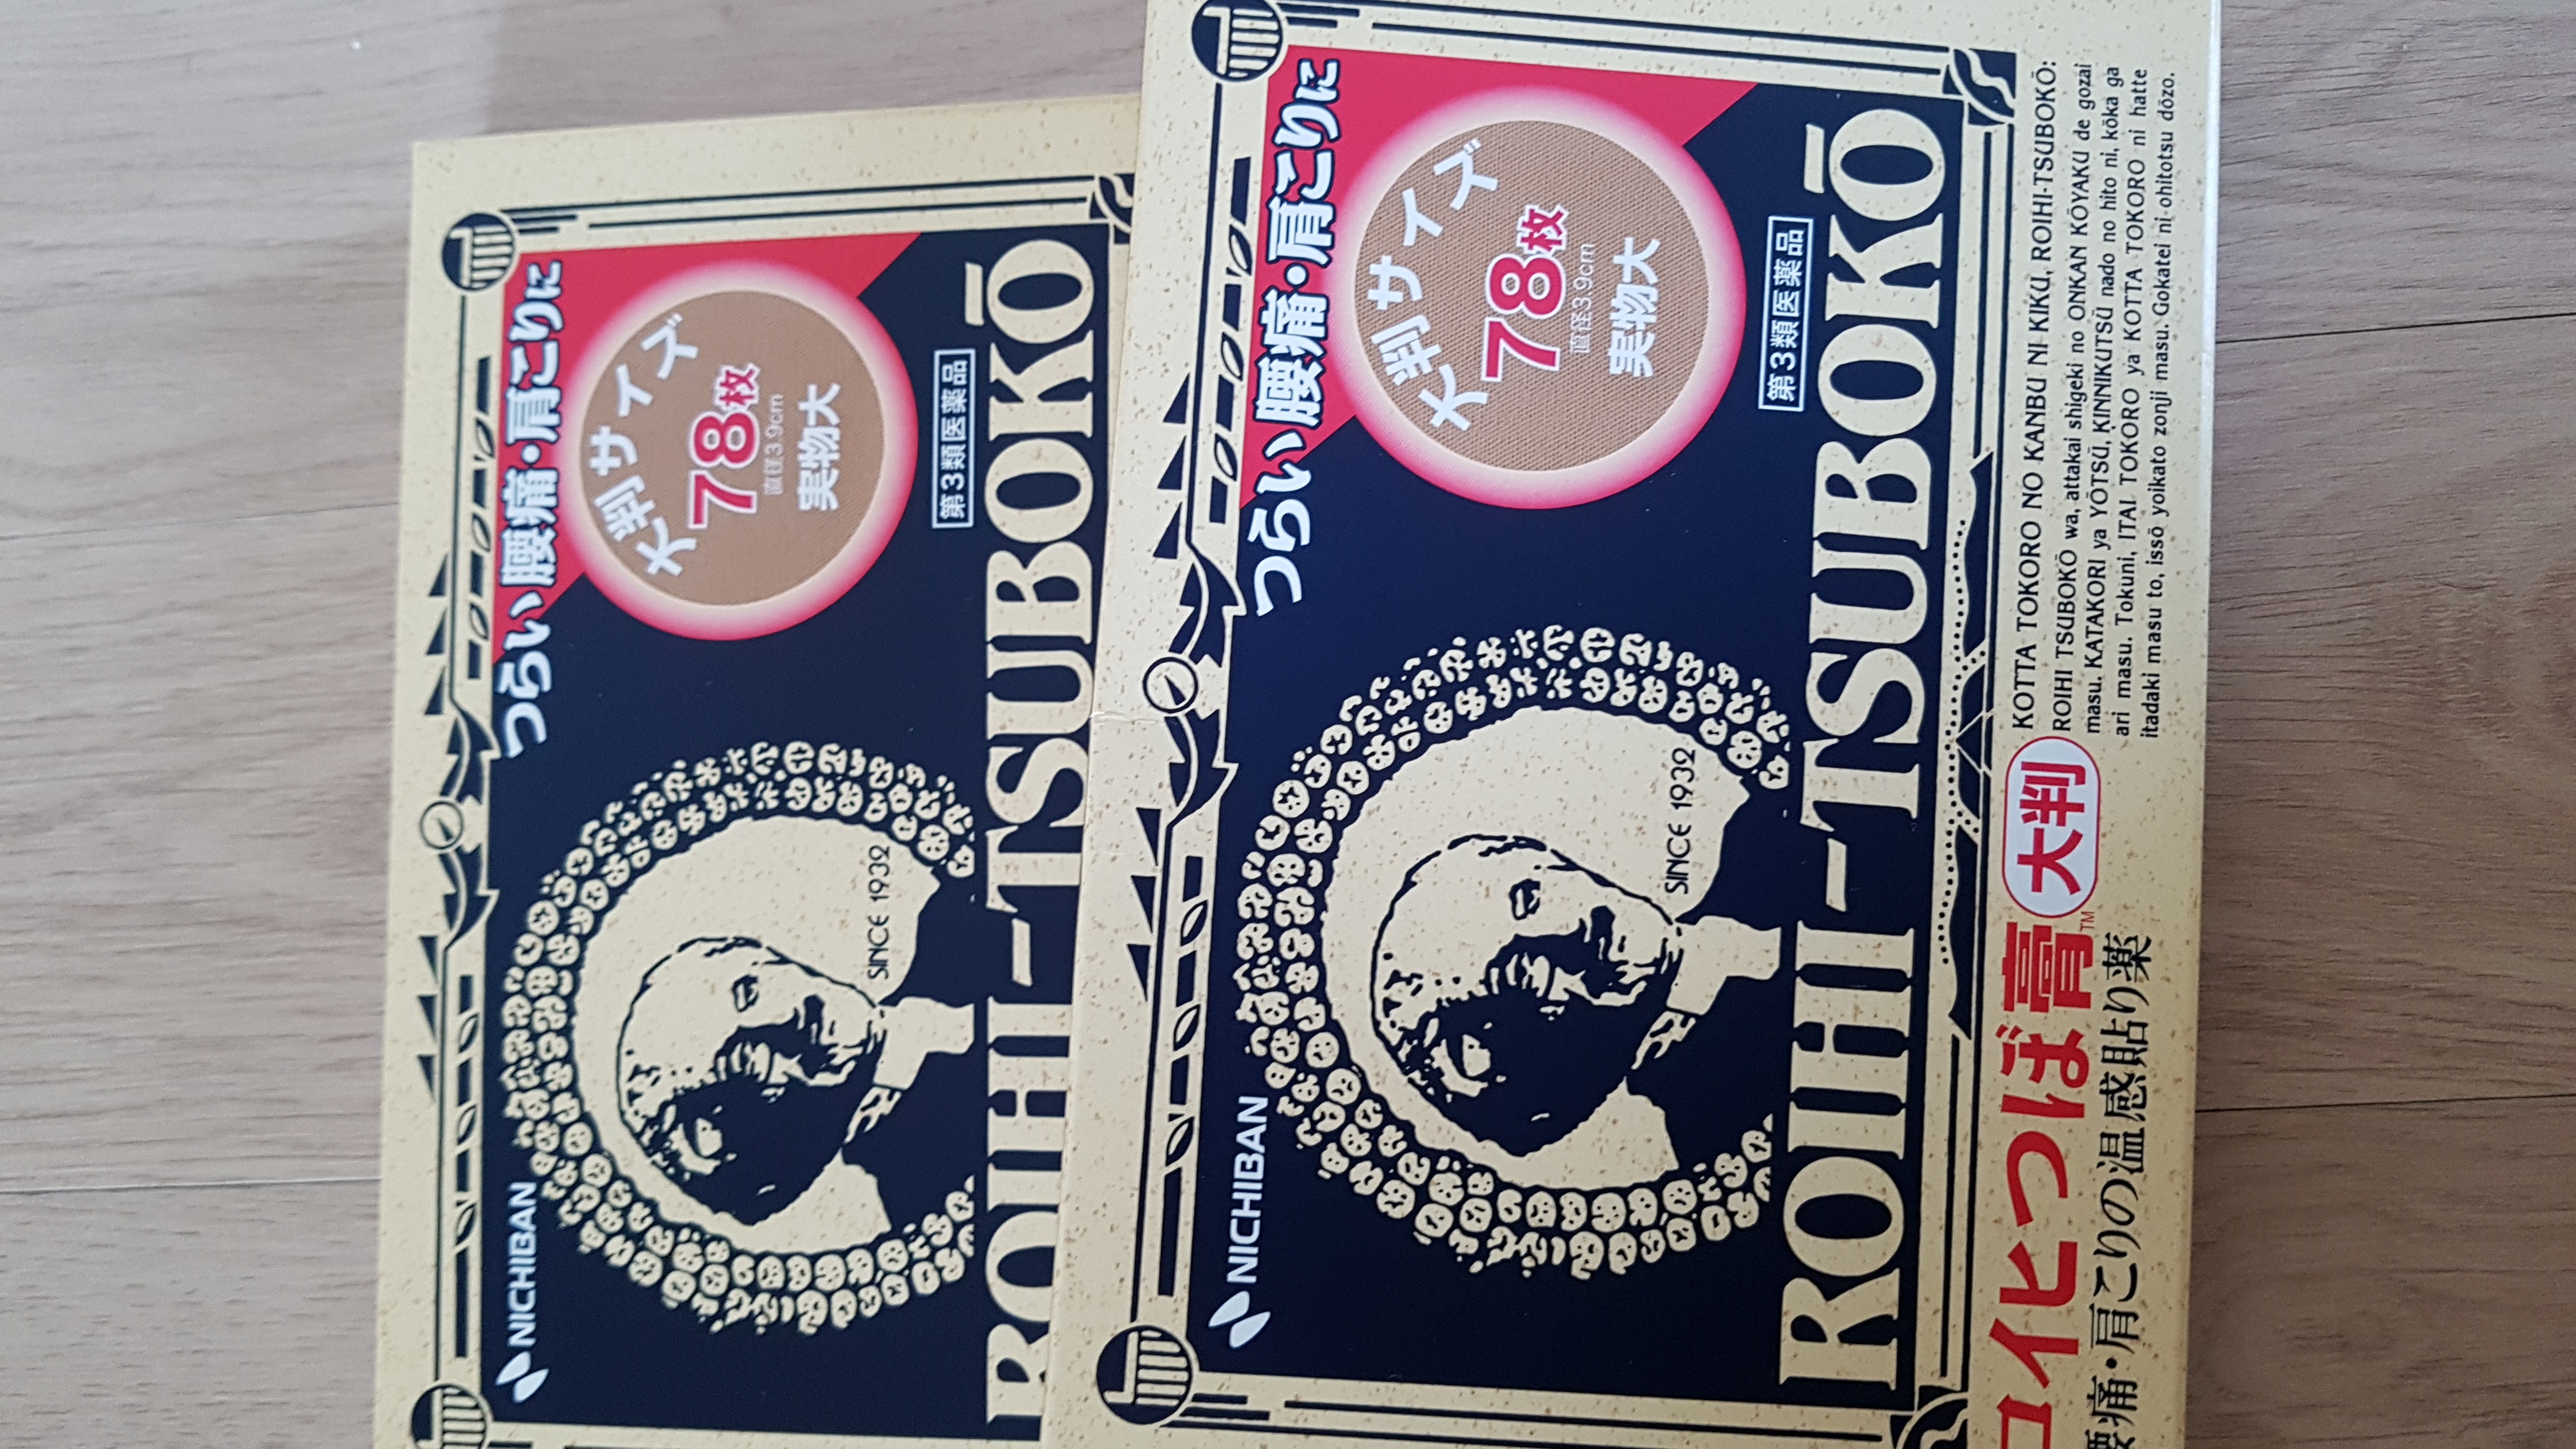 NICHIBAN
つらい腰痛・肩こりに
大判サイズ
78枚
直径3.9cm
実物大
第3類医薬品
SINCE 1932
ROIHI-TSUBOKŌ
NICHIBAN
つらい腰痛・肩こりに
大判サイズ
78枚
直径3.9cm
実物大
第3類医薬品
SINCE 1932
ROIHI-TSUBOKŌ
ロイヒつぼ膏™ 大判
腰痛・肩こりの温感貼り薬
KOTTA TOKORO NO KANBU NI KIKU, ROIHI-TSUBOKŌ:
ROIHI TSUBOKŌ wa, attakai shigeki no ONKAN KŌYAKU de gozai
masu. KATAKORI ya YŌTSŪ, KINNIKUTSŪ nado no hito ni, kōka ga
ari masu. Tokuni, ITAI TOKORO ya KOTTA TOKORO ni hatte
itadaki masu to, issō yoikato zonji masu. Gokatei ni ohitotsu dōzo.